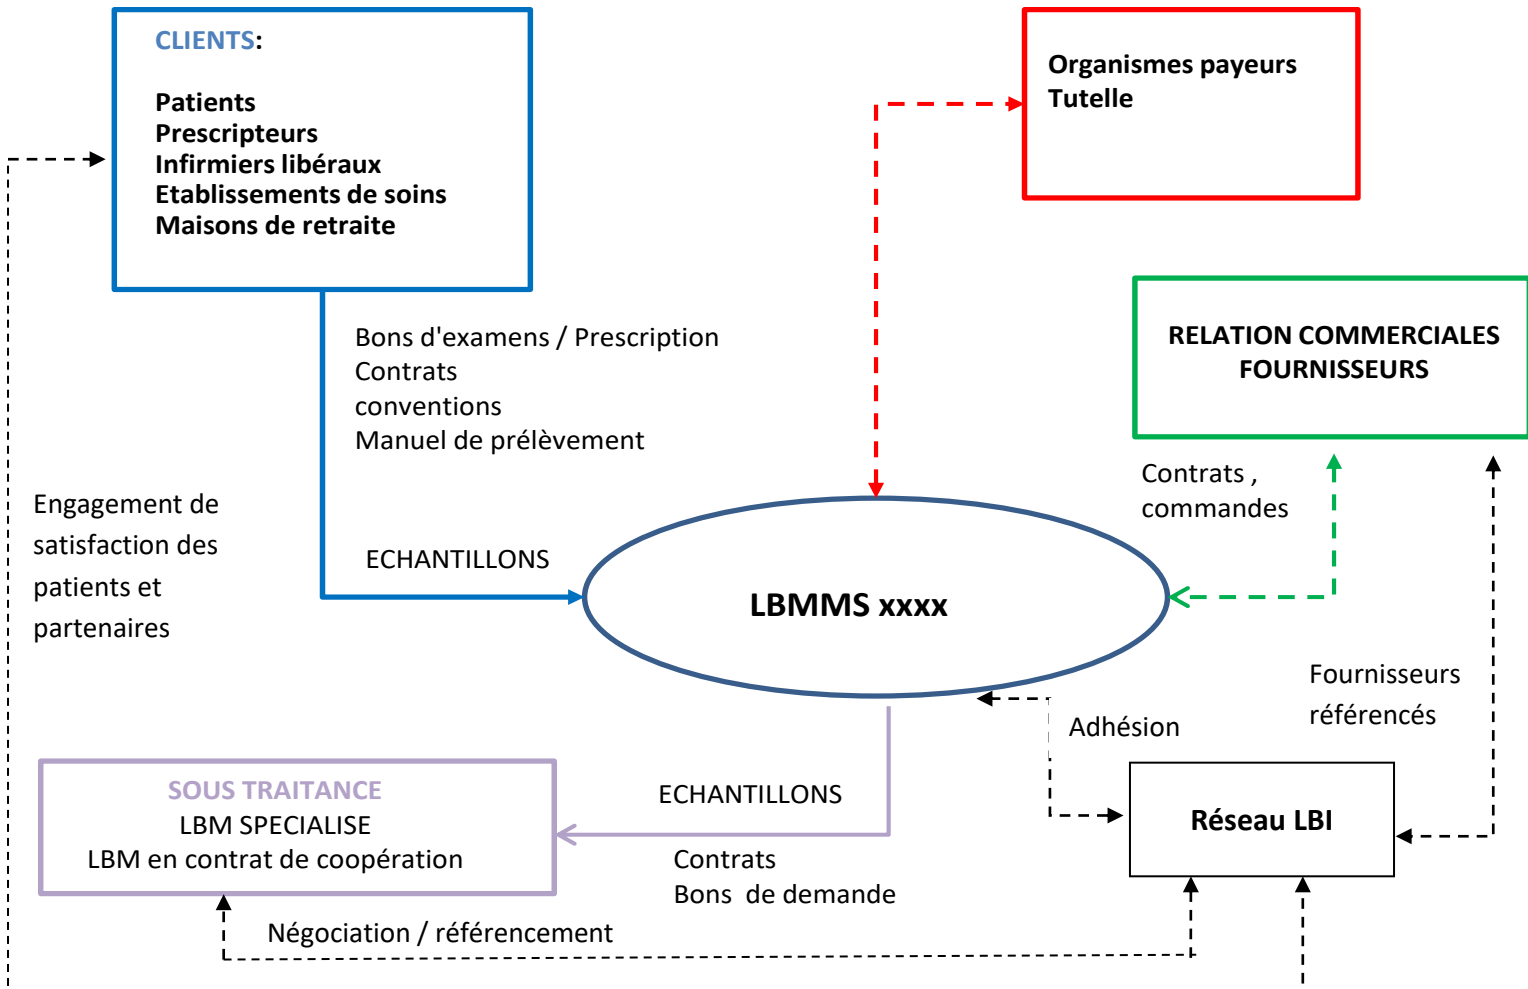 CLIENTS:
Patients
Prescripteurs
Infirmiers libéraux
Etablissements de soins
Maisons de retraite
Organismes payeurs
Tutelle
RELATION COMMERCIALES
FOURNISSEURS
Bons d'examens / Prescription
Contrats
conventions
Manuel de prélèvement
Contrats ,
commandes
Engagement de
satisfaction des
patients et
partenaires
ECHANTILLONS
LBMMS xxxx
Fournisseurs
référencés
Adhésion
SOUS TRAITANCE
LBM SPECIALISE
LBM en contrat de coopération
ECHANTILLONS
Contrats
Bons  de demande
Réseau LBI
Négociation / référencement